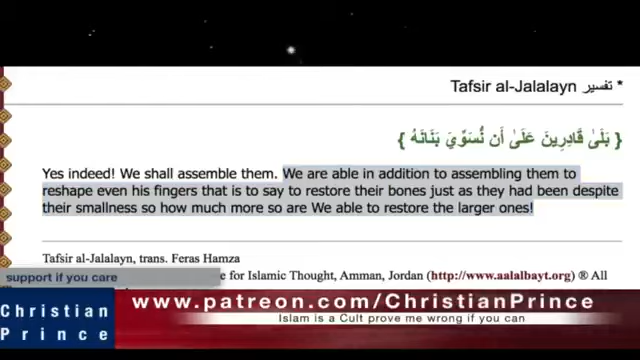 * تفسير Tafsir al-Jalalayn
{ بَلَىٰ قَادِرِينَ عَلَىٰ أَن نُّسَوِّيَ بَنَانَهُ }
Yes indeed! We shall assemble them. We are able in addition to assembling them to
reshape even his fingers that is to say to restore their bones just as they had been despite
their smallness so how much more so are We able to restore the larger ones!
Tafsir al-Jalalayn, trans. Feras Hamza
support if you care
e for Islamic Thought, Amman, Jordan (http://www.aalalbayt.org) ® All
Christian
Prince
www.patreon.com/ChristianPrince
Islam is a Cult prove me wrong if you can